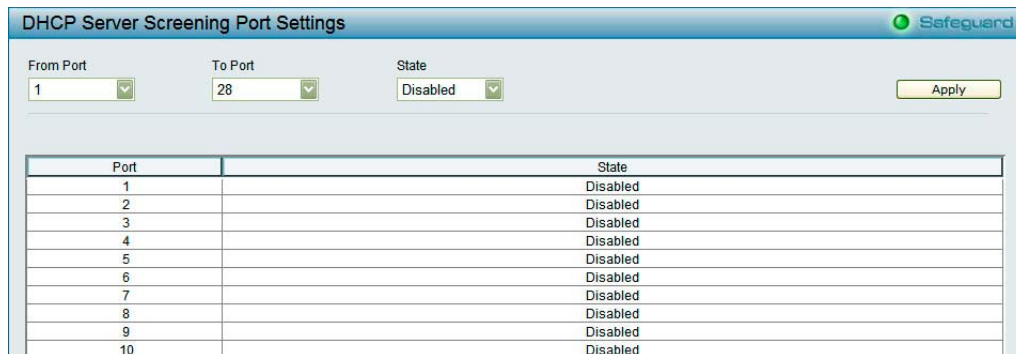 DHCP Server Screening Port Settings Safeguard
From Port To Port State
1 28 Disabled Apply
Port State
1 Disabled
2 Disabled
3 Disabled
4 Disabled
5 Disabled
6 Disabled
7 Disabled
8 Disabled
9 Disabled
10 Disabled